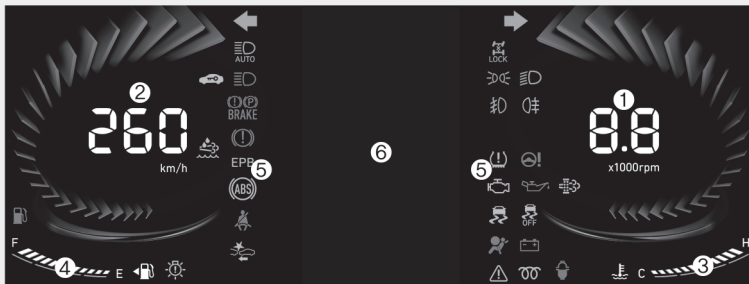 AUTO
LOCK
②
①
260
8.8
BRAKE
km/h
x1000rpm
EPB
⑤
⑥
⑤
ABS
OFF
F
④
E
C
③
H